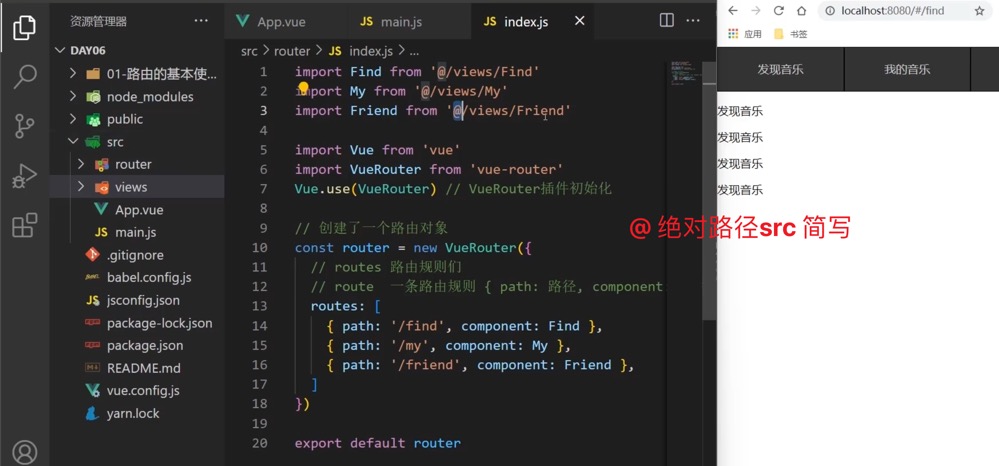 资源管理器
DAY06
01-路由的基本使...
node_modules
public
src
router
views
App.vue
main.js
.gitignore
babel.config.js
jsconfig.json
package-lock.json
package.json
README.md
vue.config.js
yarn.lock
App.vue
JS main.js
JS index.js
src > router > JS index.js > ...
1 import Find from '@/views/Find'
2 import My from '@/views/My'
3 import Friend from '@/views/Friend'
4
5 import Vue from 'vue'
6 import VueRouter from 'vue-router'
7 Vue.use(VueRouter) // VueRouter插件初始化
8
9 // 创建了一个路由对象
10 const router = new VueRouter({
11 // routes 路由规则们
12 // route 一条路由规则 { path: 路径, component
13 routes: [
14 { path: '/find', component: Find },
15 { path: '/my', component: My },
16 { path: '/friend', component: Friend },
17 ]
18 })
19
20 export default router
localhost:8080/#/find
应用
书签
发现音乐
我的音乐
发现音乐
发现音乐
发现音乐
发现音乐
@ 绝对路径src 简写